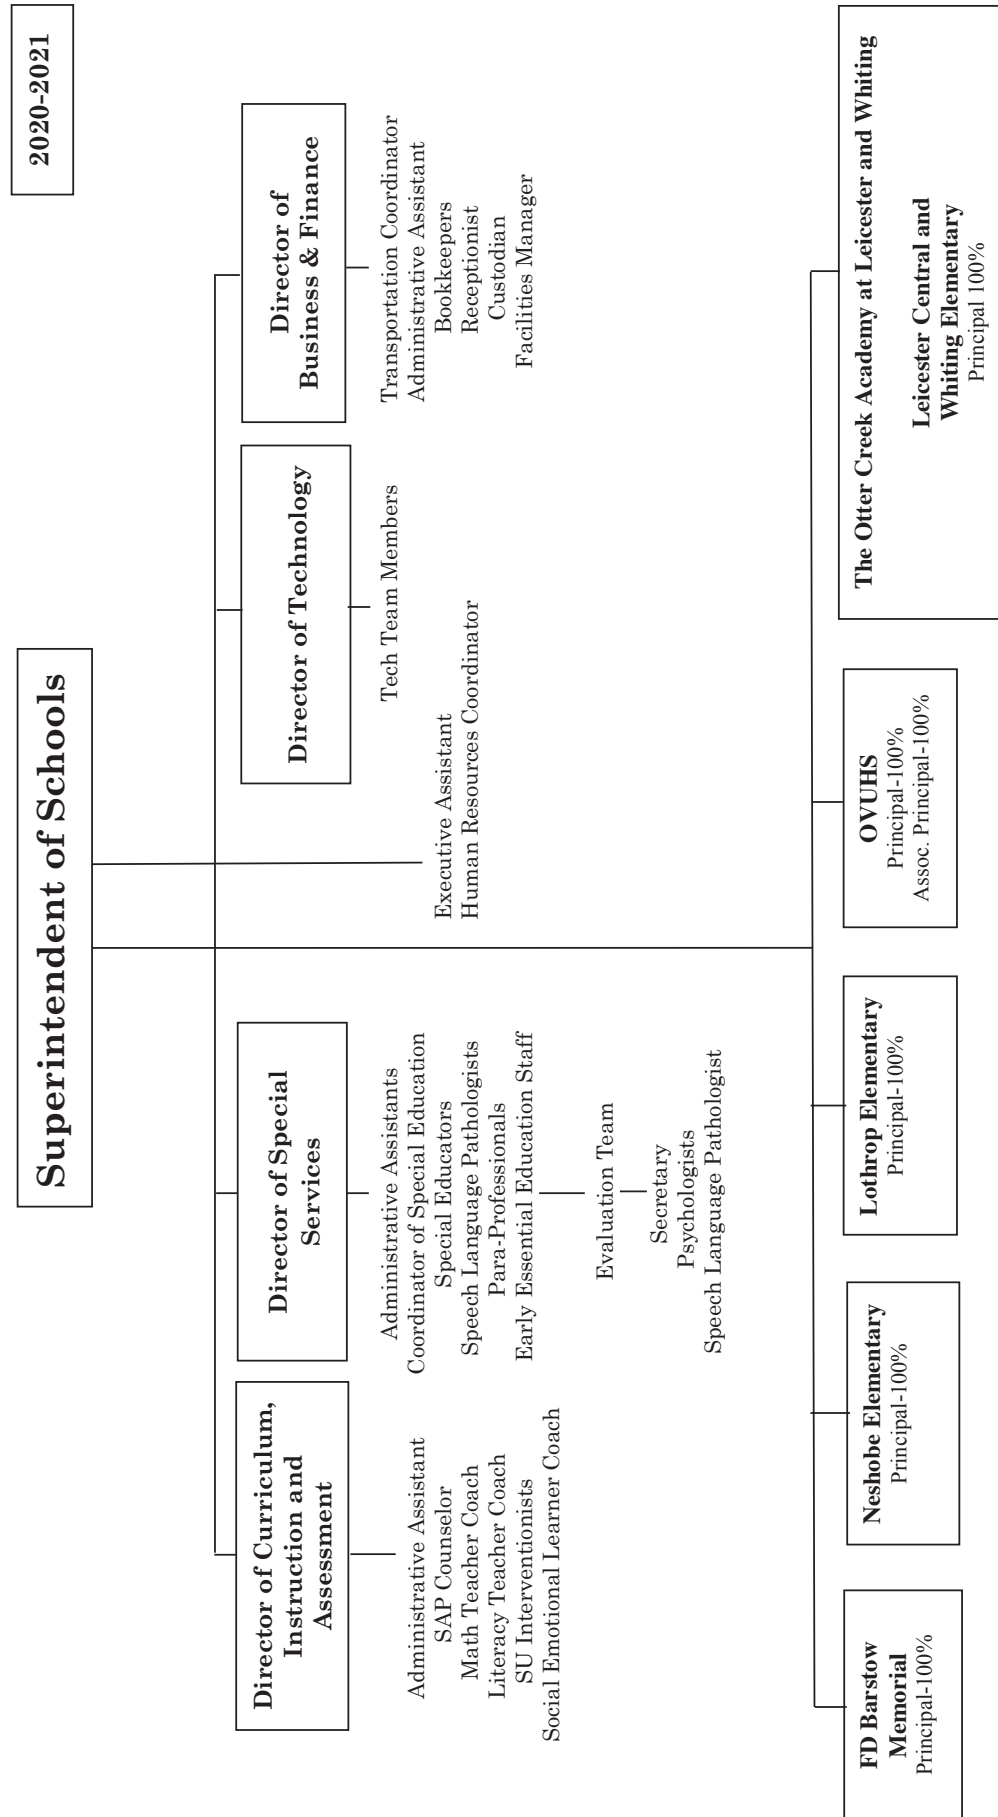 2020-2021
Superintendent of Schools
Director of Curriculum,
Instruction and
Assessment
Administrative Assistant
SAP Counselor
Math Teacher Coach
Literacy Teacher Coach
SU Interventionists
Social Emotional Learner Coach
Director of Special
Services
Administrative Assistants
Coordinator of Special Education
Special Educators
Speech Language Pathologists
Para-Professionals
Early Essential Education Staff
Evaluation Team
Secretary
Psychologists
Speech Language Pathologist
Executive Assistant
Human Resources Coordinator
Director of Technology
Tech Team Members
Director of
Business & Finance
Transportation Coordinator
Administrative Assistant
Bookkeepers
Receptionist
Custodian
Facilities Manager
FD Barstow
Memorial
Principal-100%
Neshobe Elementary
Principal-100%
Lothrop Elementary
Principal-100%
OVUHS
Principal-100%
Assoc. Principal-100%
The Otter Creek Academy at Leicester and Whiting
Leicester Central and
Whiting Elementary
Principal 100%